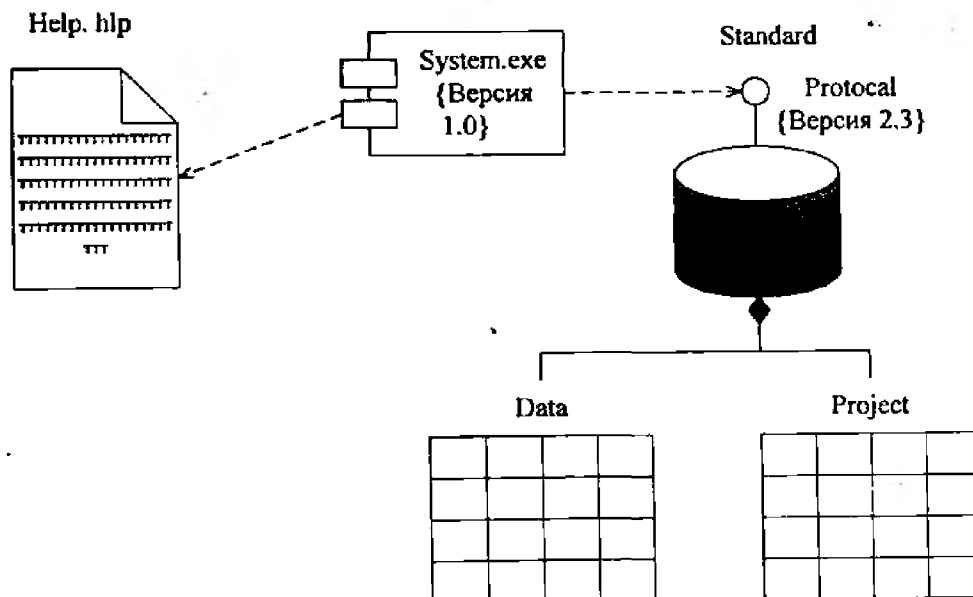 Help. hlp
System.exe
{Версия
1.0}
Standard
Protocal
{Версия 2.3}
Data
Project